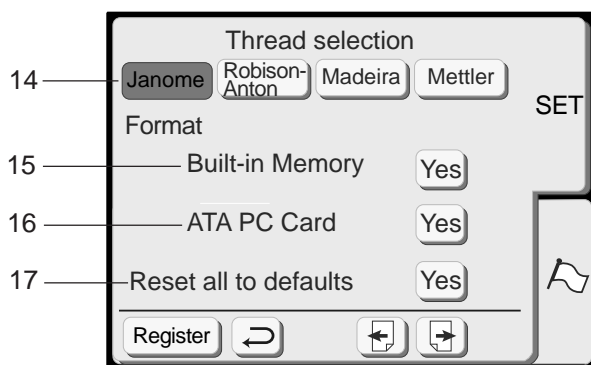 Thread selection
14 Janome Robison-Anton Madeira Mettler
SET
Format
15 Built-in Memory Yes
16 ATA PC Card Yes
17 Reset all to defaults Yes
Register